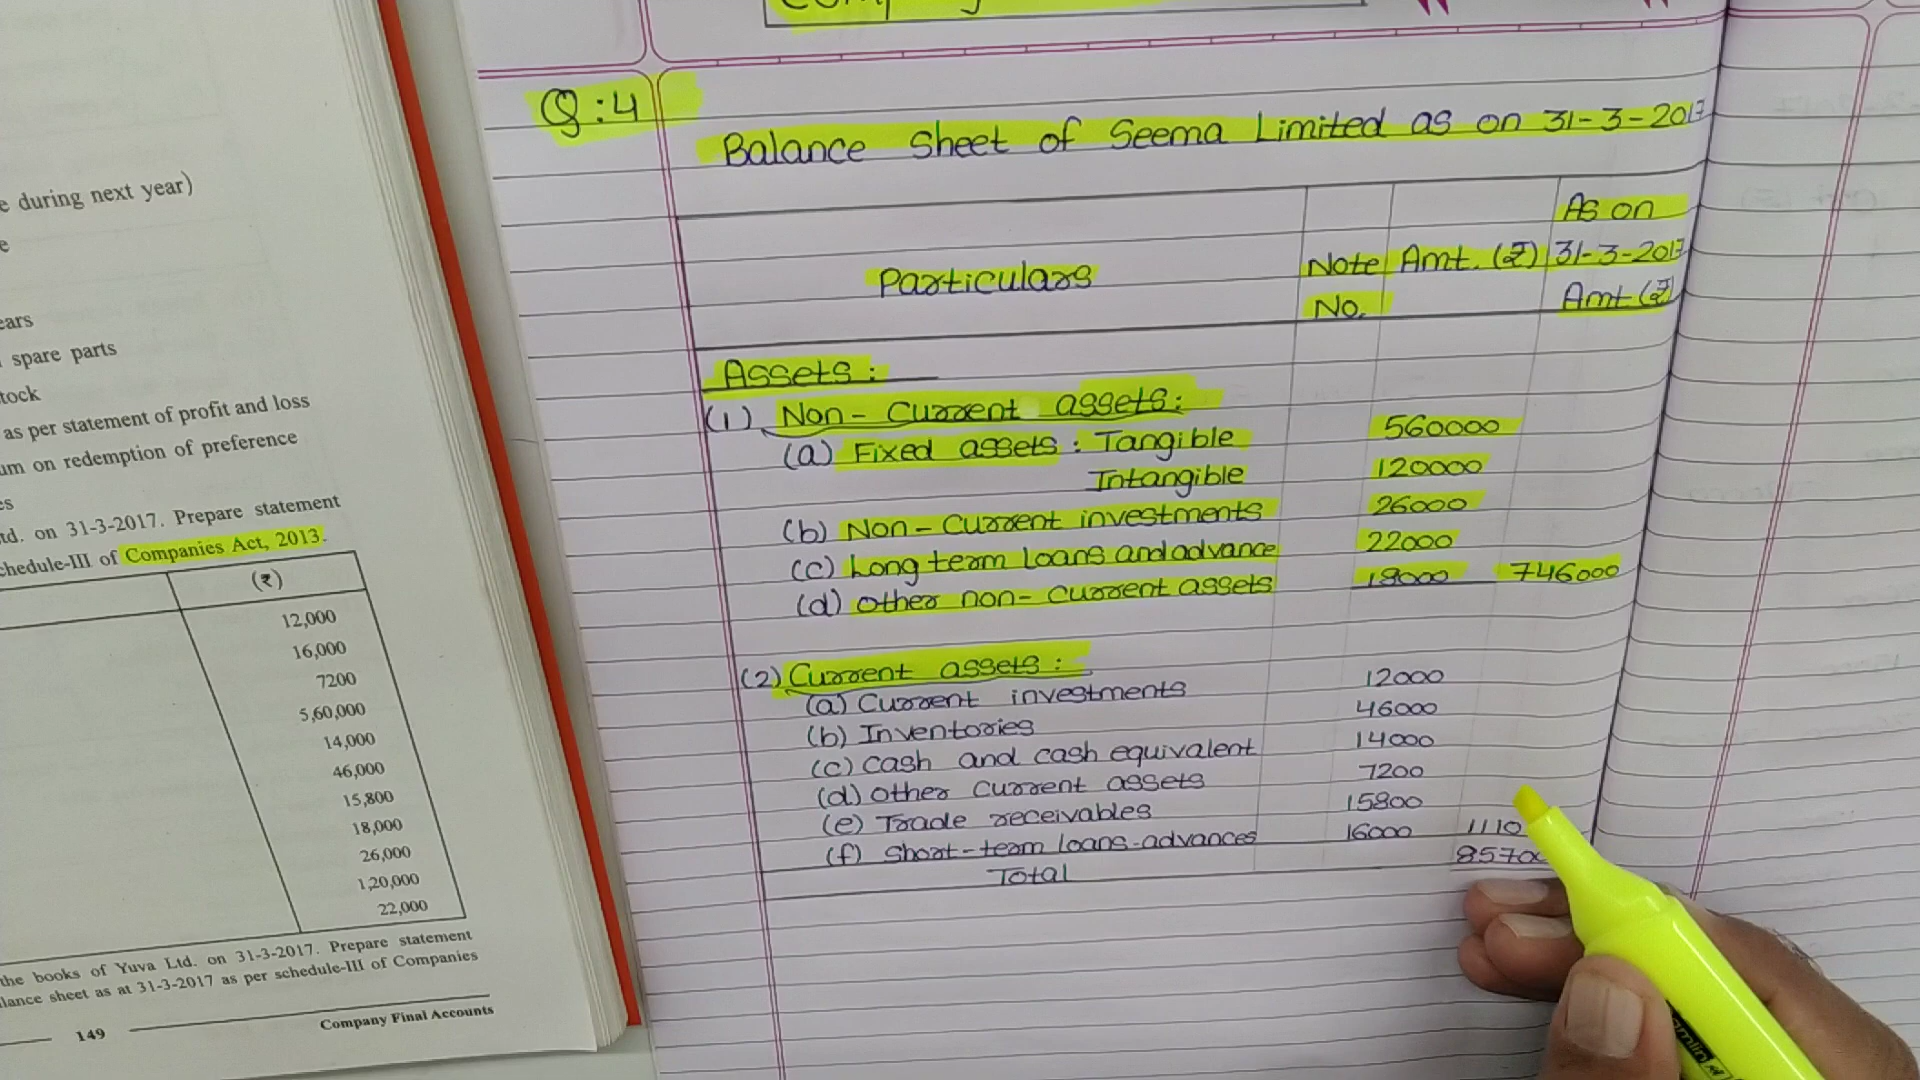 e during next year)
e
ears
spare parts
tock
as per statement of profit and loss
um on redemption of preference
es
td. on 31-3-2017. Prepare statement
chedule-III of Companies Act, 2013.
(₹)
12,000
16,000
7200
5,60,000
14,000
46,000
15,800
18,000
26,000
1,20,000
22,000
the books of Yuva Ltd. on 31-3-2017. Prepare statement
lance sheet as at 31-3-2017 as per schedule-III of Companies
149 Company Final Accounts
Q:4
Balance Sheet of Seema Limited as on 31-3-2017
Particulars Note No. Amt. (₹) As on 31-3-2017 Amt (₹)
Assets:
(1) Non-Current assets:
(a) Fixed assets: Tangible 560000
Intangible 120000
(b) Non-Current investments 26000
(c) Long term loans and advance 22000
(d) Other non-current assets 18000 746000
(2) Current assets:
(a) Current investments 12000
(b) Inventories 46000
(c) Cash and cash equivalent 14000
(d) Other current assets 7200
(e) Trade receivables 15800
(f) Short-term loans-advances 16000 1110
Total 8570